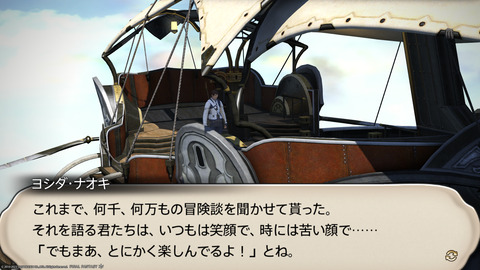 ヨシダ・ナオキ
これまで、何千、何万もの冒険談を聞かせて貰った。
それを語る君たちは、いつもは笑顔で、時には苦い顔で……
「でもまあ、とにかく楽しんでるよ！」とね。